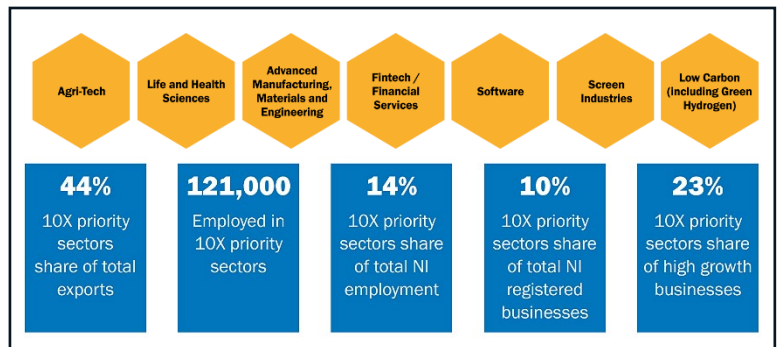 Agri-Tech
Life and Health
Sciences
Advanced
Manufacturing,
Materials and
Engineering
Fintech /
Financial
Services
Software
Screen
Industries
Low Carbon
(including Green
Hydrogen)
44%
10X priority
sectors
share of total
exports
121,000
Employed in
10X priority
sectors
14%
10X priority
sectors share
of total NI
employment
10%
10X priority
sectors share
of total NI
registered
businesses
23%
10X priority
sectors share
of high growth
businesses